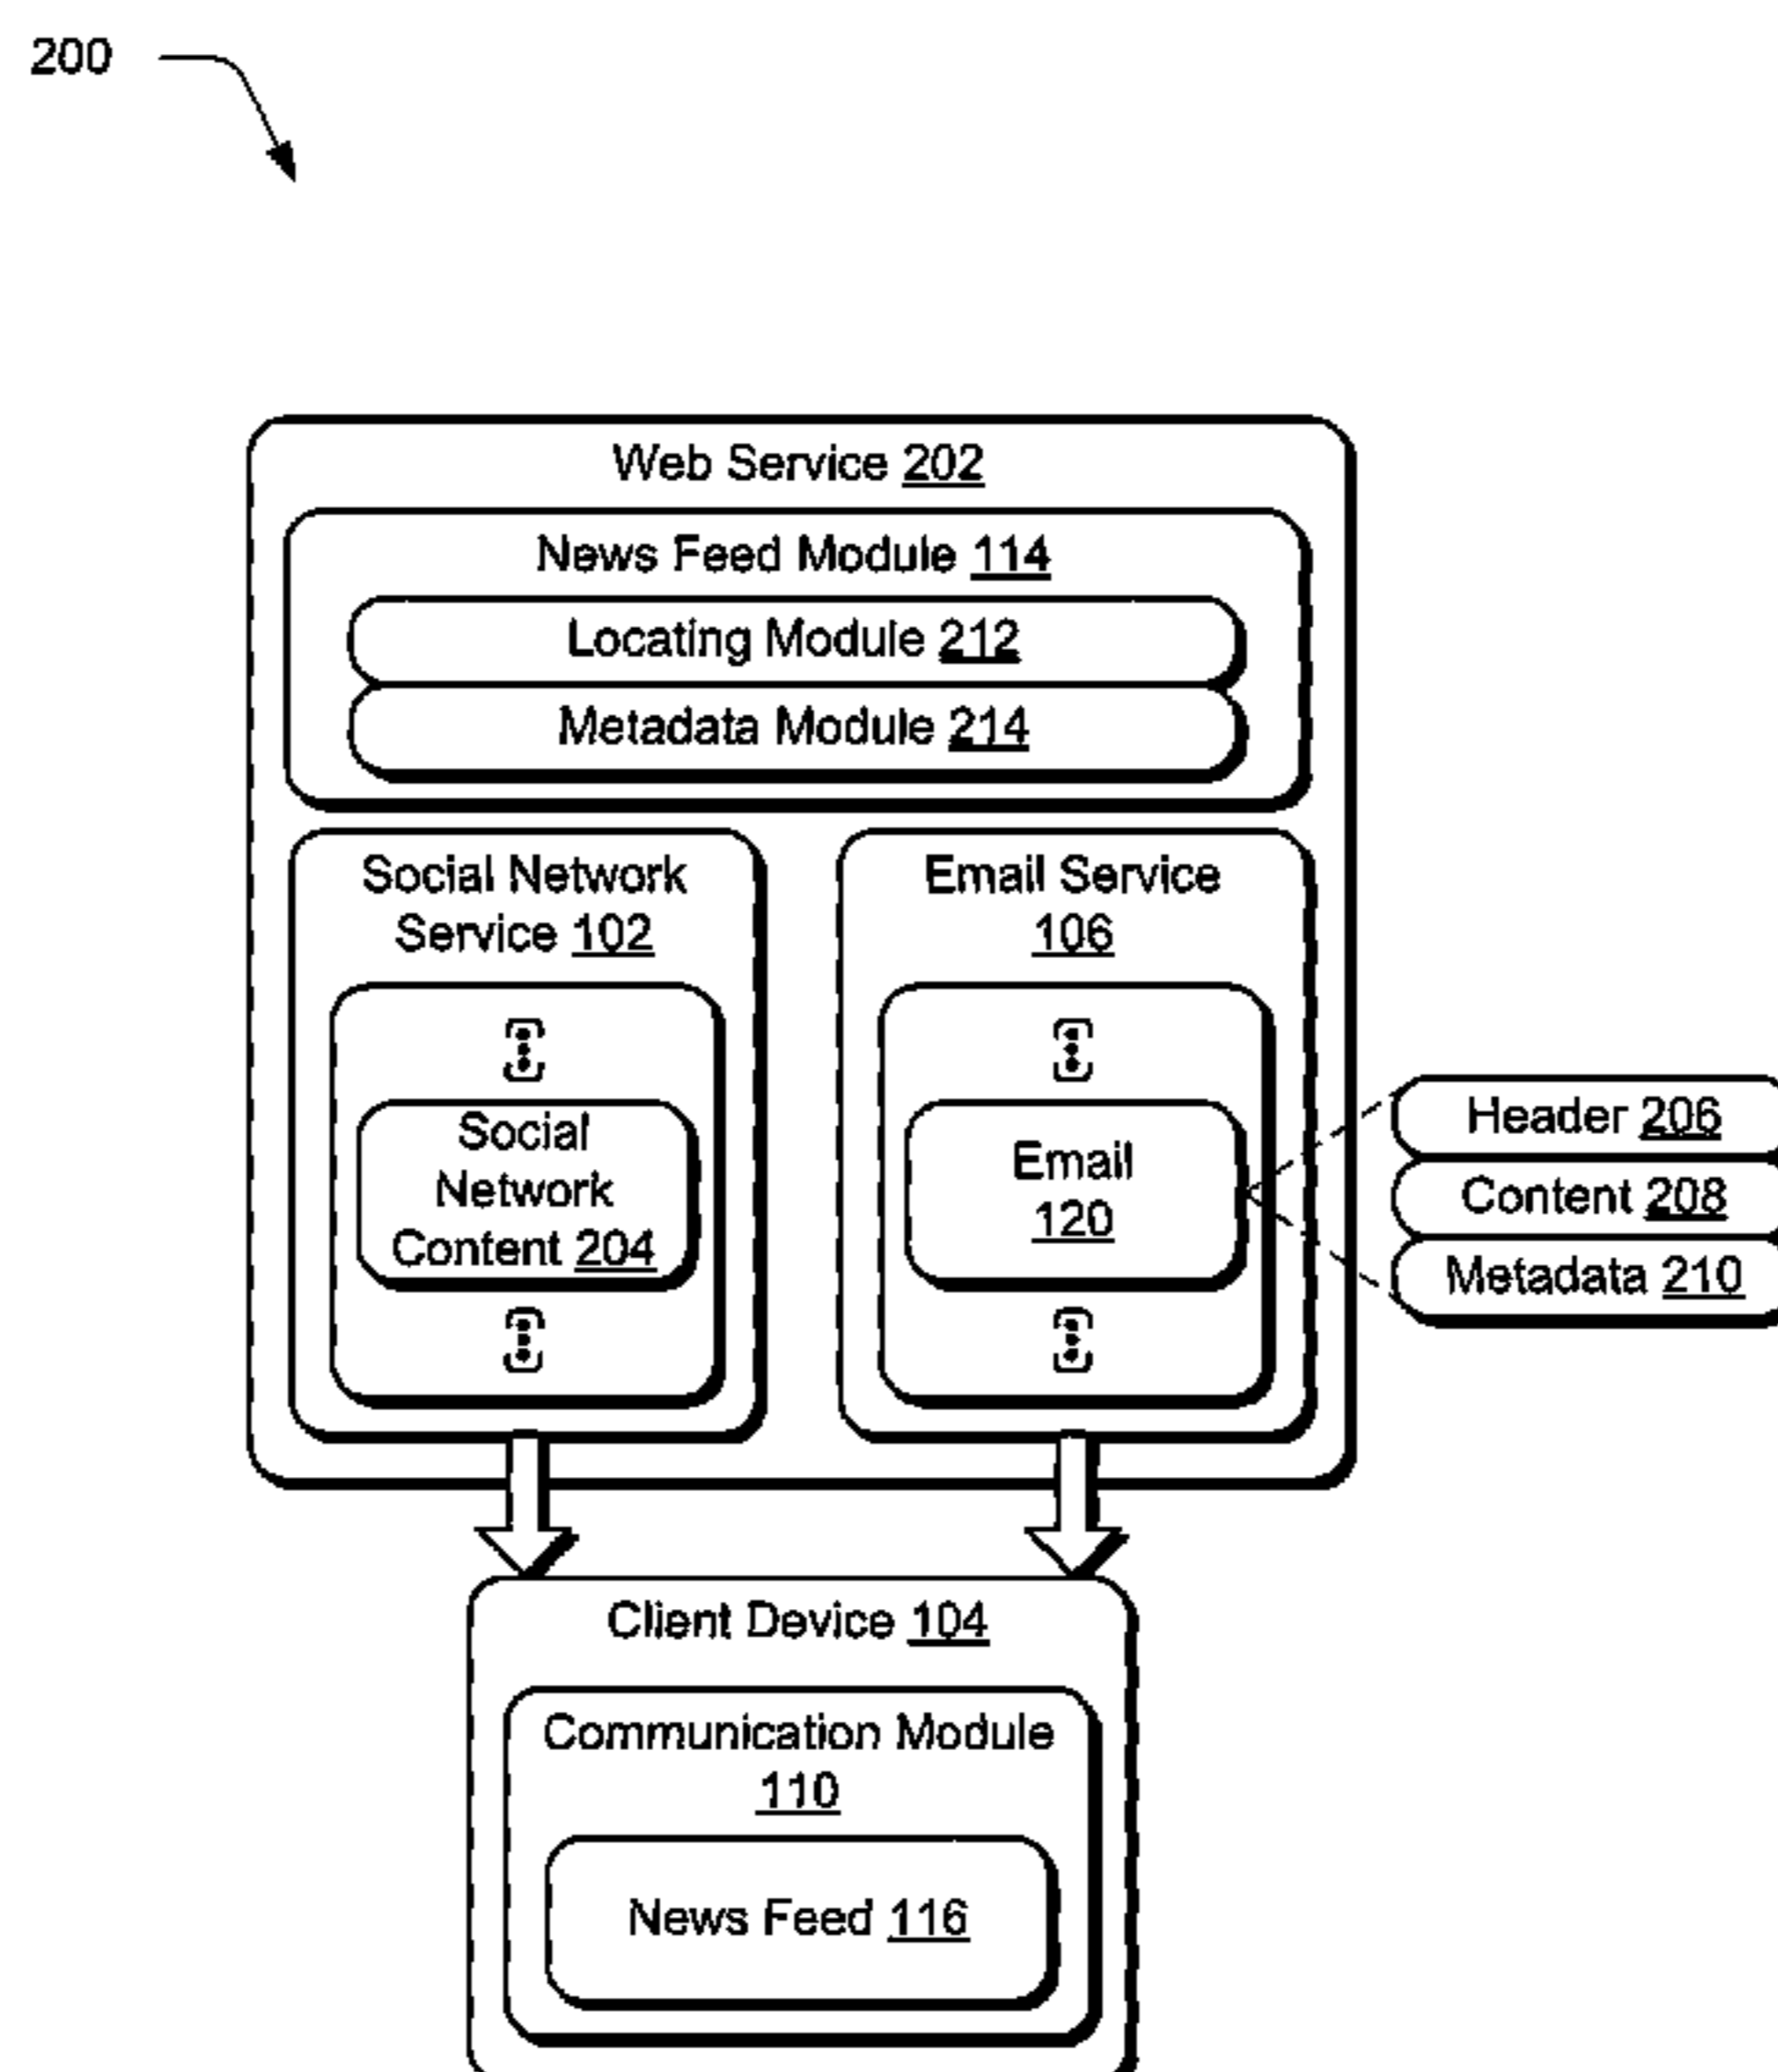 200
Web Service 202
News Feed Module 114
Locating Module 212
Metadata Module 214
Social Network
Service 102
Social
Network
Content 204
Email Service
106
Email
120
Header 206
Content 208
Metadata 210
Client Device 104
Communication Module
110
News Feed 116